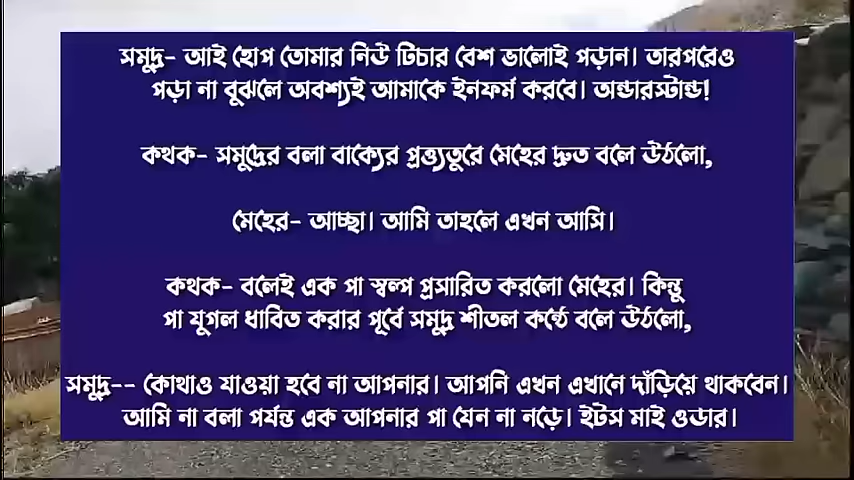 সমুদ্র- আই হোপ তোমার নিউ টিচার বেশ ভালোই পড়ান। তারপরেও
পড়া না বুঝলে অবশ্যই আমাকে ইনফর্ম করবে। অন্ডারস্টান্ড!
কথক- সমুদ্রের বলা বাক্যের প্রত্ত্যতুরে মেহের দ্রুত বলে উঠলো,
মেহের- আচ্ছা। আমি তাহলে এখন আসি।
কথক- বলেই এক পা স্বল্প প্রসারিত করলো মেহের। কিন্তু
পা যুগল ধাবিত করার পূর্বে সমুদ্র শীতল কন্ঠে বলে উঠলো,
সমুদ্র-- কোথাও যাওয়া হবে না আপনার। আপনি এখন এখানে দাঁড়িয়ে থাকবেন।
আমি না বলা পর্যন্ত এক আপনার পা যেন না নড়ে। ইটস মাই ওডার।